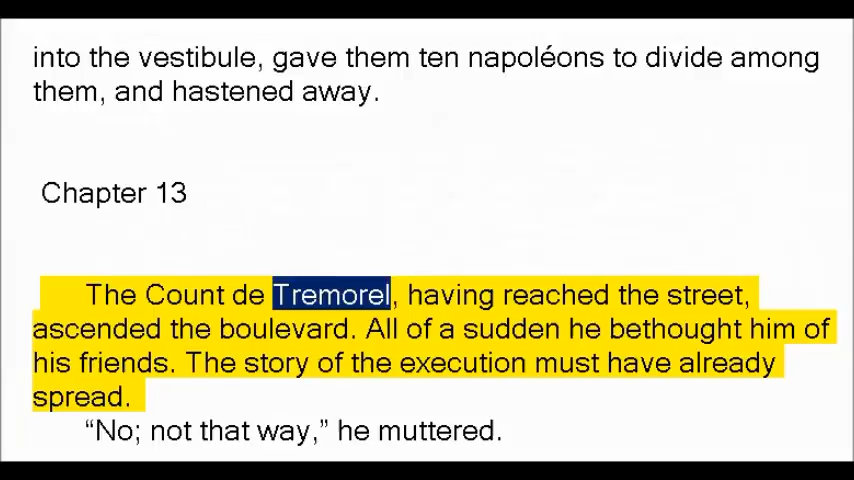 into the vestibule, gave them ten napoléons to divide among
them, and hastened away.
Chapter 13
The Count de Tremorel, having reached the street,
ascended the boulevard. All of a sudden he bethought him of
his friends. The story of the execution must have already
spread.
“No; not that way,” he muttered.